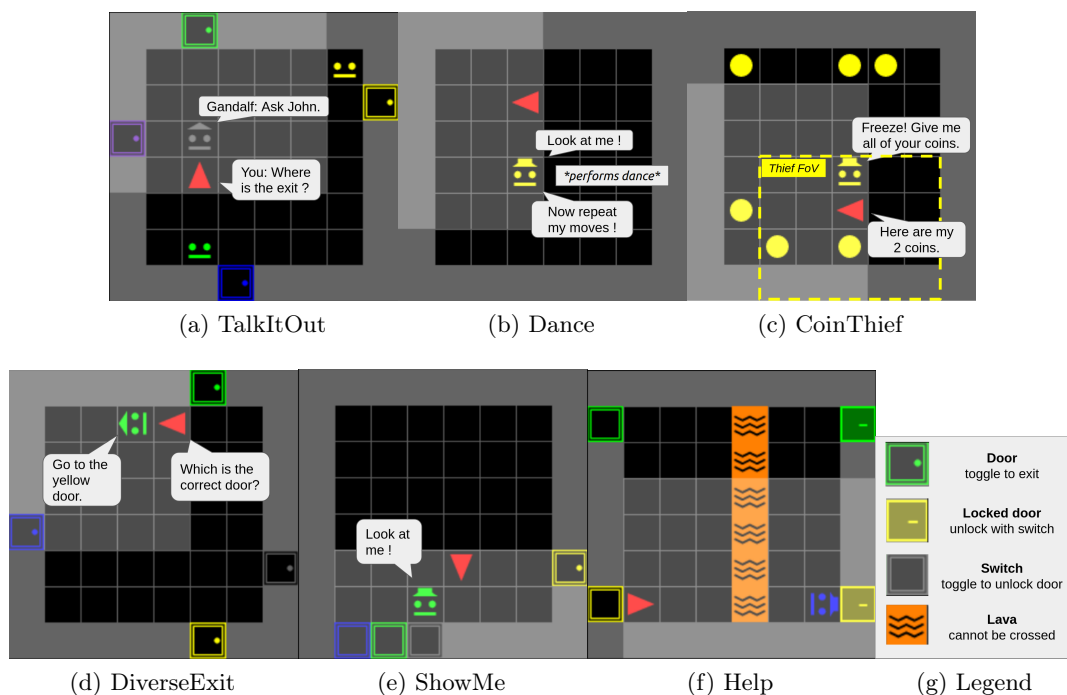 Gandalf: Ask John.
You: Where
is the exit ?
(a) TalkItOut
Look at me !
*performs dance*
Now repeat
my moves !
(b) Dance
Freeze! Give me
all of your coins.
Thief FoV
Here are my
2 coins.
(c) CoinThief
Go to the
yellow
door.
Which is the
correct door?
(d) DiverseExit
Look at
me !
(e) ShowMe
(f) Help
Door
toggle to exit
Locked door
unlock with switch
Switch
toggle to unlock door
Lava
cannot be crossed
(g) Legend